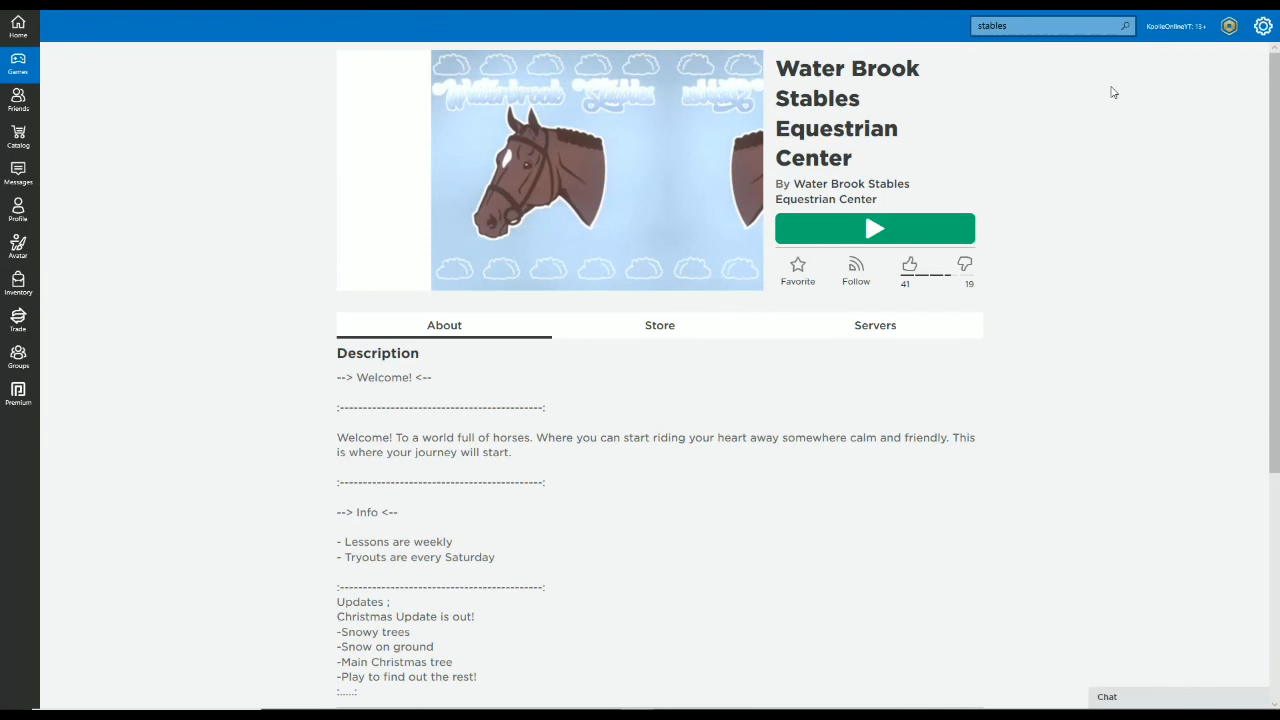 Home
Games
Friends
Catalog
Messages
Profile
Avatar
Inventory
Trade
Groups
Premium
stables
KoolieOnlineYT: 13+
Waterbrook Stables
Water Brook
Stables
Equestrian
Center
By Water Brook Stables
Equestrian Center
Favorite
Follow
41
19
About
Store
Servers
Description
--> Welcome! <--
:--------------------------------------------:
Welcome! To a world full of horses. Where you can start riding your heart away somewhere calm and friendly. This
is where your journey will start.
:--------------------------------------------:
--> Info <--
- Lessons are weekly
- Tryouts are every Saturday
:--------------------------------------------:
Updates ;
Christmas Update is out!
-Snowy trees
-Snow on ground
-Main Christmas tree
-Play to find out the rest!
:.....:
Chat